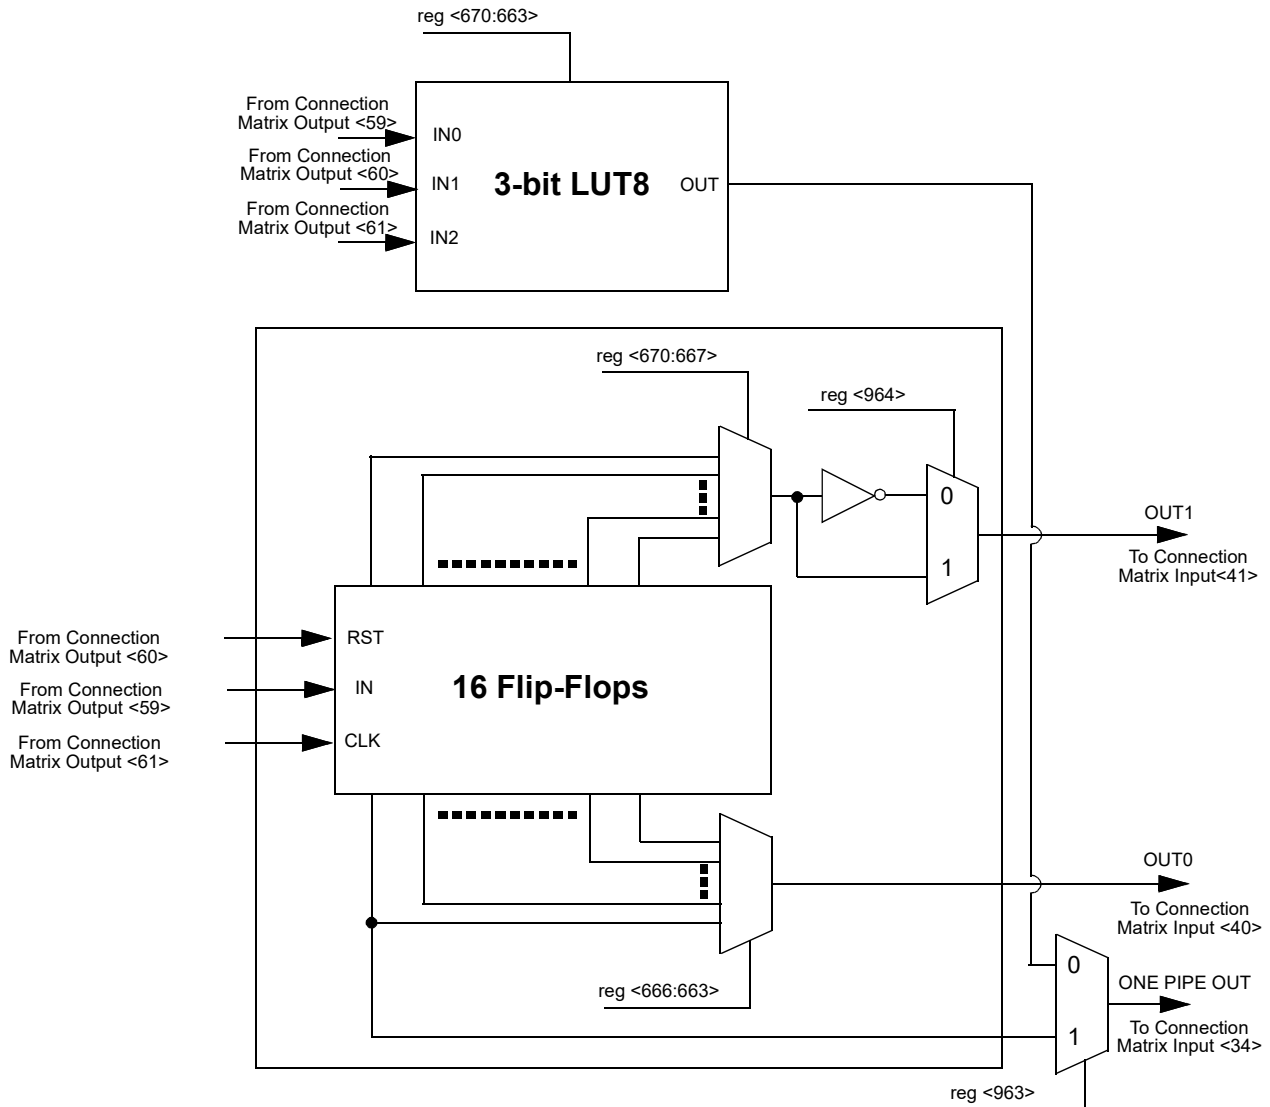 reg <670:663>
From Connection
Matrix Output <59>
IN0
From Connection
Matrix Output <60>
IN1
3-bit LUT8
OUT
From Connection
Matrix Output <61>
IN2
reg <670:667>
reg <964>
0
OUT1
To Connection
Matrix Input<41>
1
From Connection
Matrix Output <60>
RST
From Connection
Matrix Output <59>
IN
16 Flip-Flops
From Connection
Matrix Output <61>
CLK
OUT0
To Connection
Matrix Input <40>
0
reg <666:663>
ONE PIPE OUT
To Connection
Matrix Input <34>
1
reg <963>